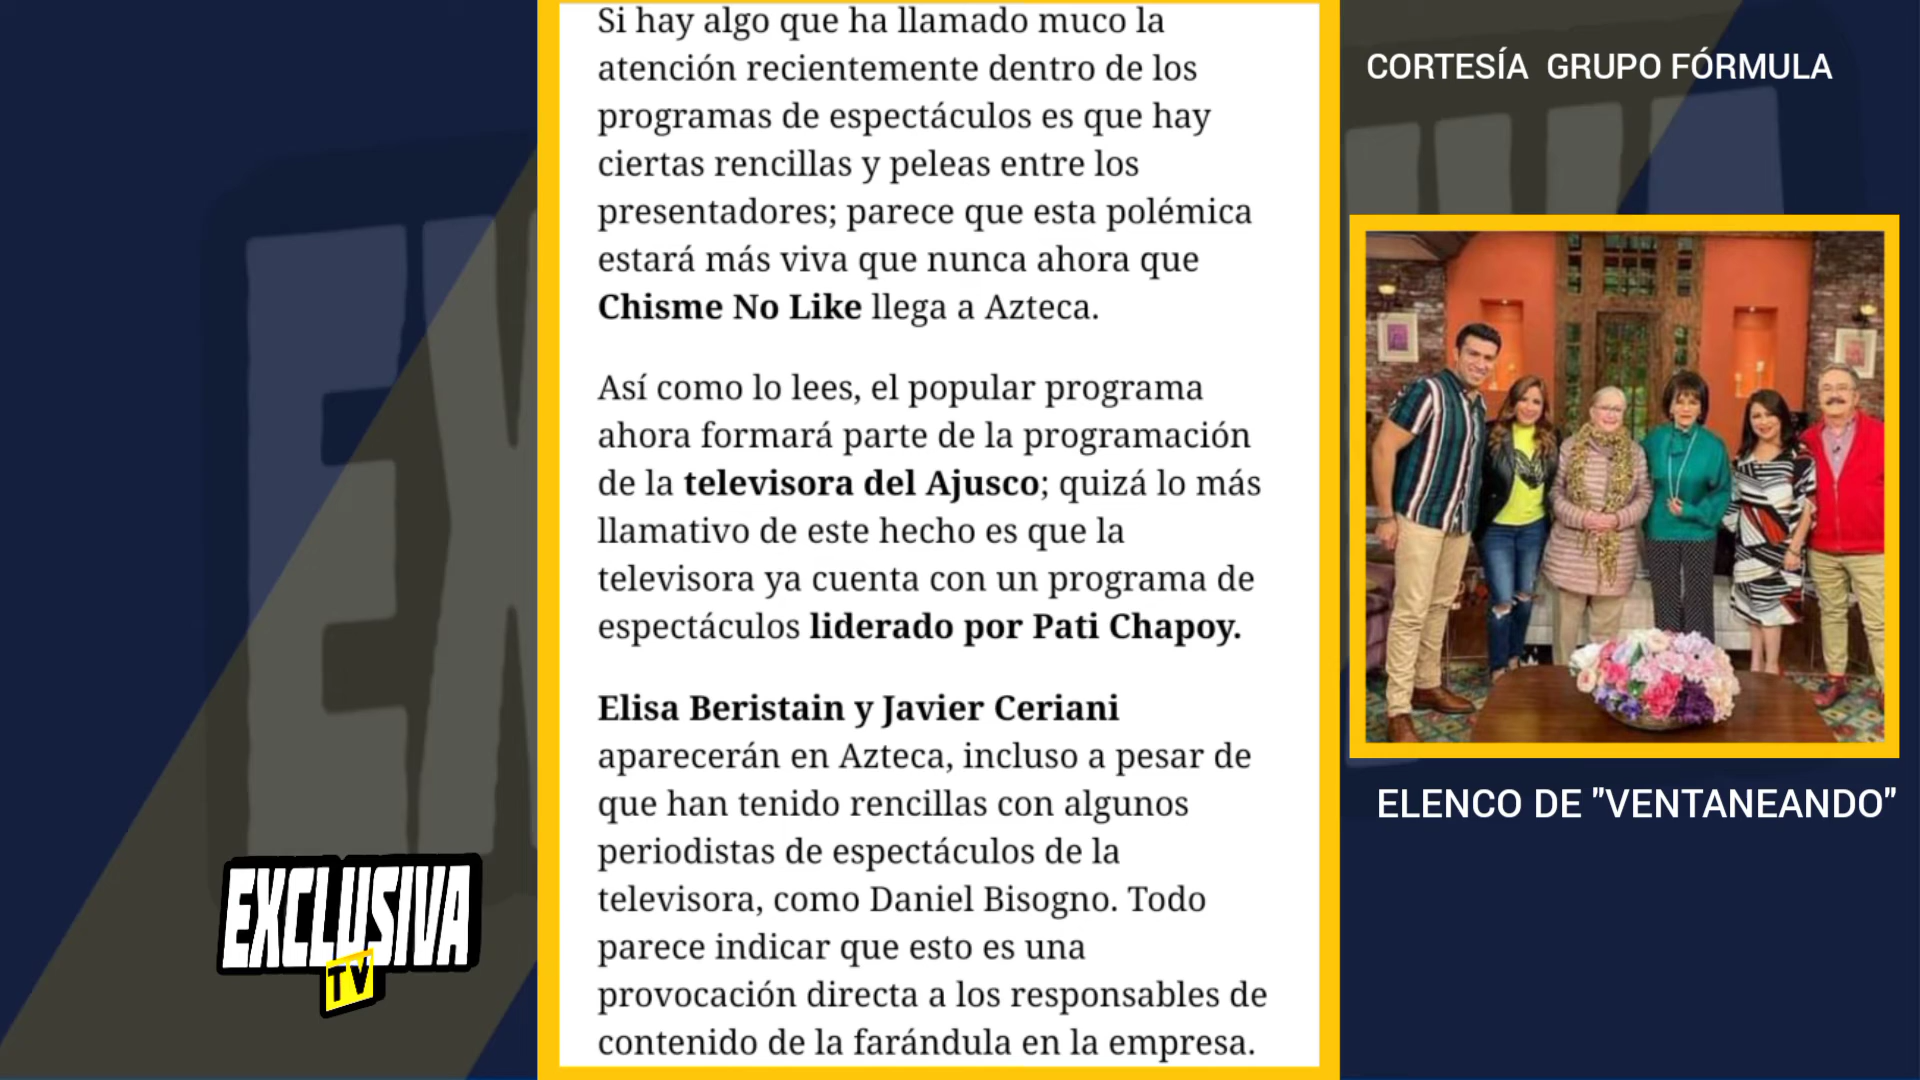 Si hay algo que ha llamado muco la
atención recientemente dentro de los
programas de espectáculos es que hay
ciertas rencillas y peleas entre los
presentadores; parece que esta polémica
estará más viva que nunca ahora que
Chisme No Like llega a Azteca.
Así como lo lees, el popular programa
ahora formará parte de la programación
de la televisora del Ajusco; quizá lo más
llamativo de este hecho es que la
televisora ya cuenta con un programa de
espectáculos liderado por Pati Chapoy.
Elisa Beristain y Javier Ceriani
aparecerán en Azteca, incluso a pesar de
que han tenido rencillas con algunos
periodistas de espectáculos de la
televisora, como Daniel Bisogno. Todo
parece indicar que esto es una
provocación directa a los responsables de
contenido de la farándula en la empresa.
CORTESÍA GRUPO FÓRMULA
ELENCO DE "VENTANEANDO"
EXCLUSIVA
TV